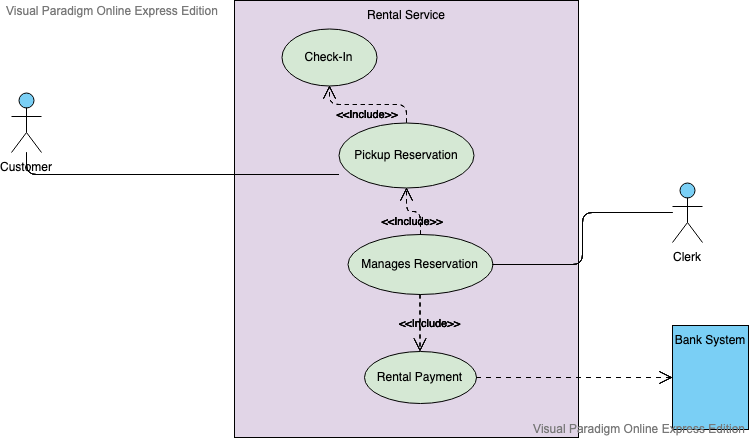 Visual Paradigm Online Express Edition
Rental Service
Check-In
<<Include>>
Pickup Reservation
Customer
<<Include>>
Manages Reservation
Clerk
<<Include>>
Bank System
Rental Payment
Visual Paradigm Online Express Edition